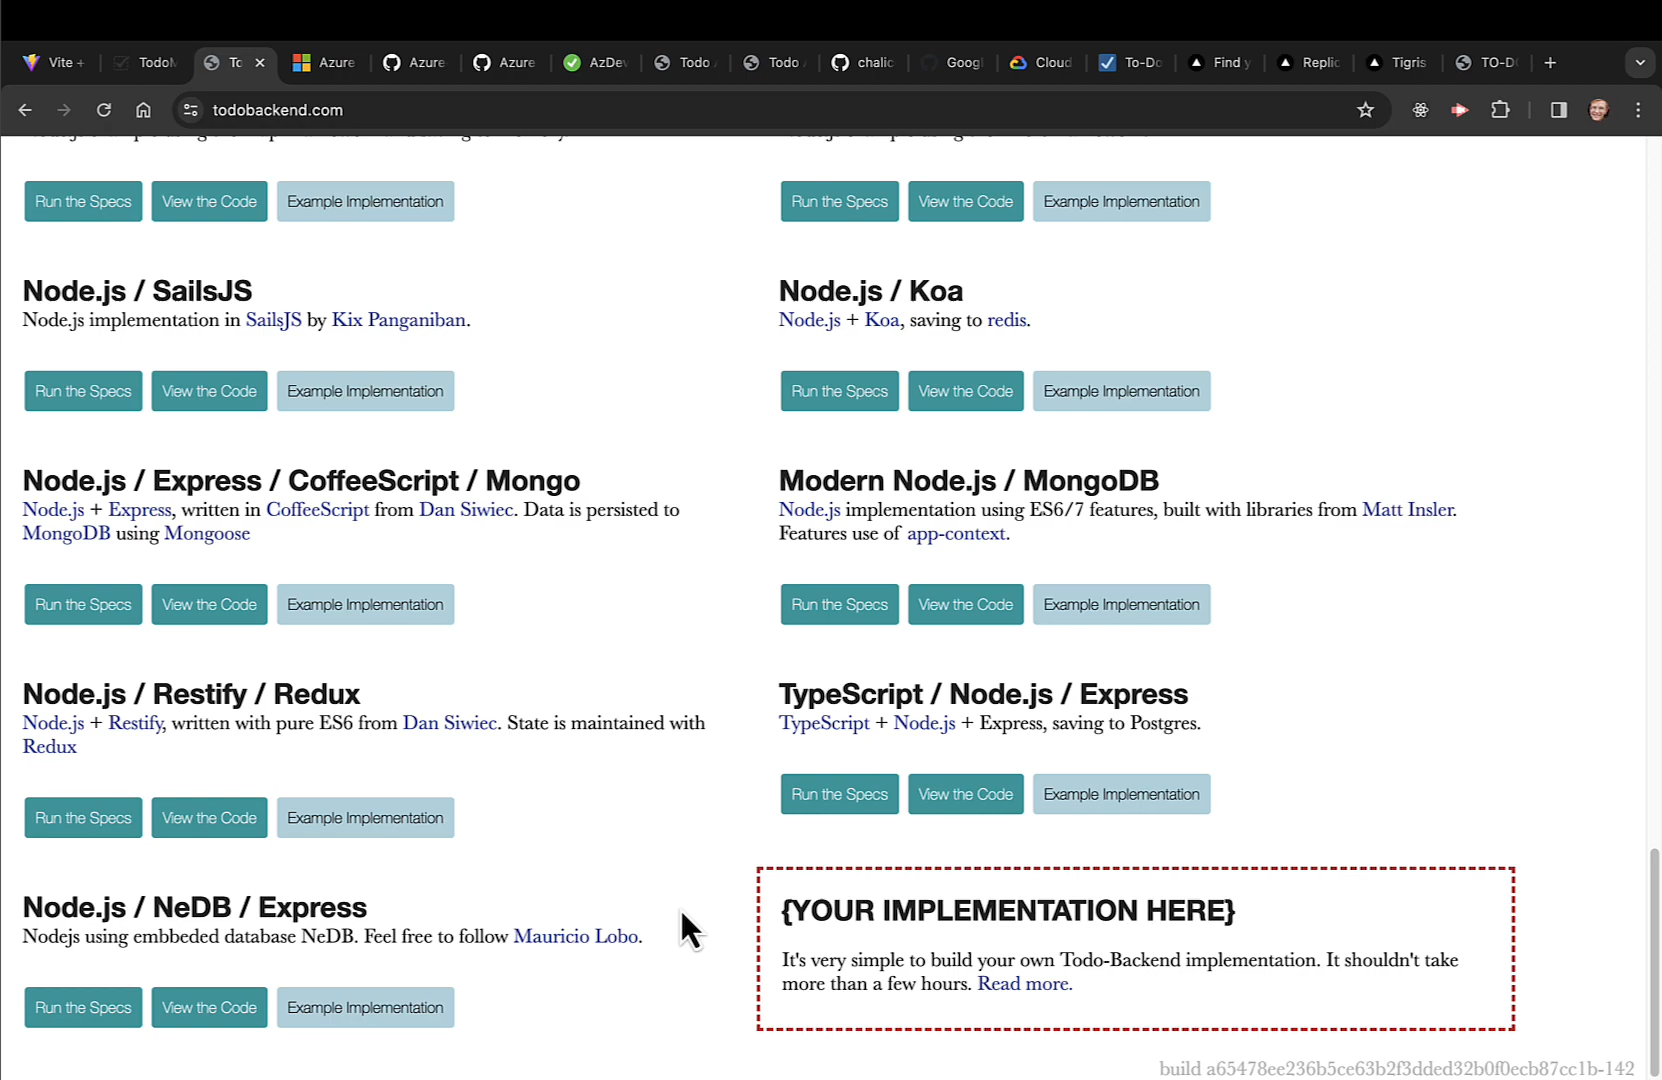 Vite +
TodoM
Tc
Azure
Azure
Azure
AzDev
Todo
Todo
chalic
Googl
Cloud
To-Do
Find y
Replic
Tigris
TO-D
todobackend.com
Run the Specs
View the Code
Example Implementation
Run the Specs
View the Code
Example Implementation
Node.js / SailsJS
Node.js implementation in SailsJS by Kix Panganiban.
Run the Specs
View the Code
Example Implementation
Node.js / Koa
Node.js + Koa, saving to redis.
Run the Specs
View the Code
Example Implementation
Node.js / Express / CoffeeScript / Mongo
Node.js + Express, written in CoffeeScript from Dan Siwiec. Data is persisted to
MongoDB using Mongoose
Run the Specs
View the Code
Example Implementation
Modern Node.js / MongoDB
Node.js implementation using ES6/7 features, built with libraries from Matt Insler.
Features use of app-context.
Run the Specs
View the Code
Example Implementation
Node.js / Restify / Redux
Node.js + Restify, written with pure ES6 from Dan Siwiec. State is maintained with
Redux
Run the Specs
View the Code
Example Implementation
TypeScript / Node.js / Express
TypeScript + Node.js + Express, saving to Postgres.
Run the Specs
View the Code
Example Implementation
Node.js / NeDB / Express
Nodejs using embbeded database NeDB. Feel free to follow Mauricio Lobo.
Run the Specs
View the Code
Example Implementation
{YOUR IMPLEMENTATION HERE}
It's very simple to build your own Todo-Backend implementation. It shouldn't take
more than a few hours. Read more.
build a65478ee236b5ce63b2f3dded32b0f0ecb87cc1b-142